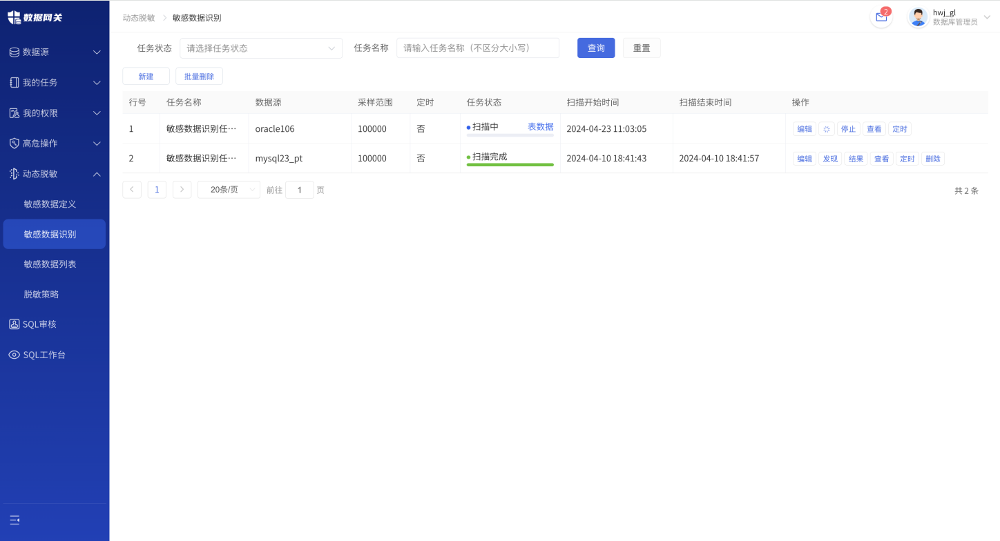 数据网关
动态脱敏 敏感数据识别
2
hwj_gl
数据库管理员
数据源
我的任务
我的权限
高危操作
动态脱敏
敏感数据定义
敏感数据识别
敏感数据列表
脱敏策略
SQL审核
SQL工作台
任务状态 请选择任务状态 任务名称 请输入任务名称（不区分大小写） 查询 重置
新建 批量删除
行号 任务名称 数据源 采样范围 定时 任务状态 扫描开始时间 扫描结束时间 操作
1 敏感数据识别任… oracle106 100000 否 扫描中 表数据 2024-04-23 11:03:05 编辑 停止 查看 定时
2 敏感数据识别任… mysql23_pt 100000 否 扫描完成 2024-04-10 18:41:43 2024-04-10 18:41:57 编辑 发现 结果 查看 定时 删除
1 20条/页 前往 1 页 共 2 条